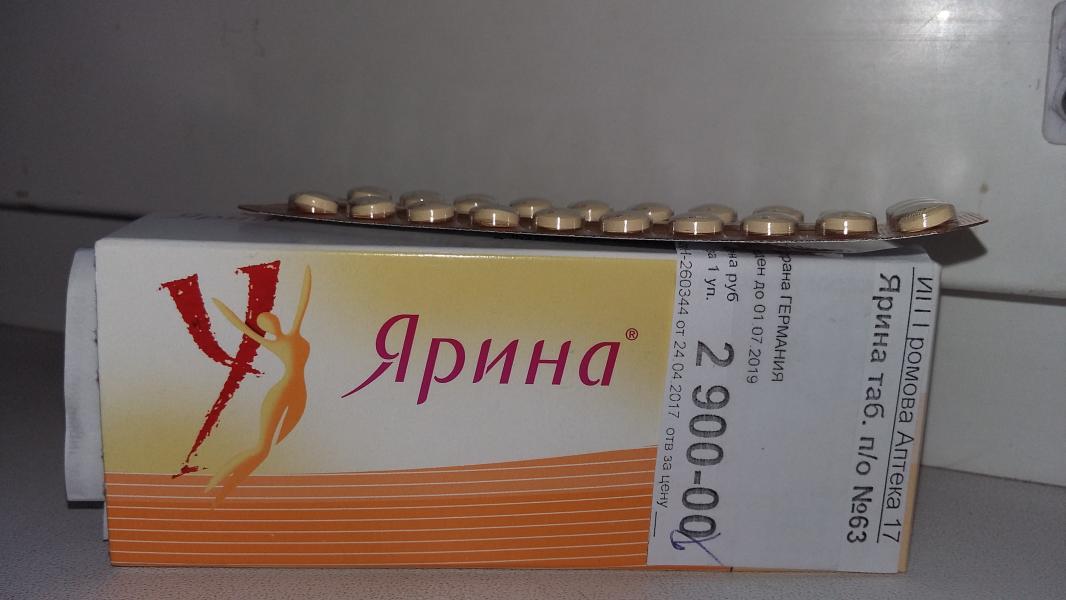 Ярина®
ИП Громова Аптека 17
Ярина таб. п/о №63
рана ГЕРМАНИЯ
ден до 01 07.2019
на руб
а 1 уп.
2 900-00
-260344 от 24.04.2017 отв за цену